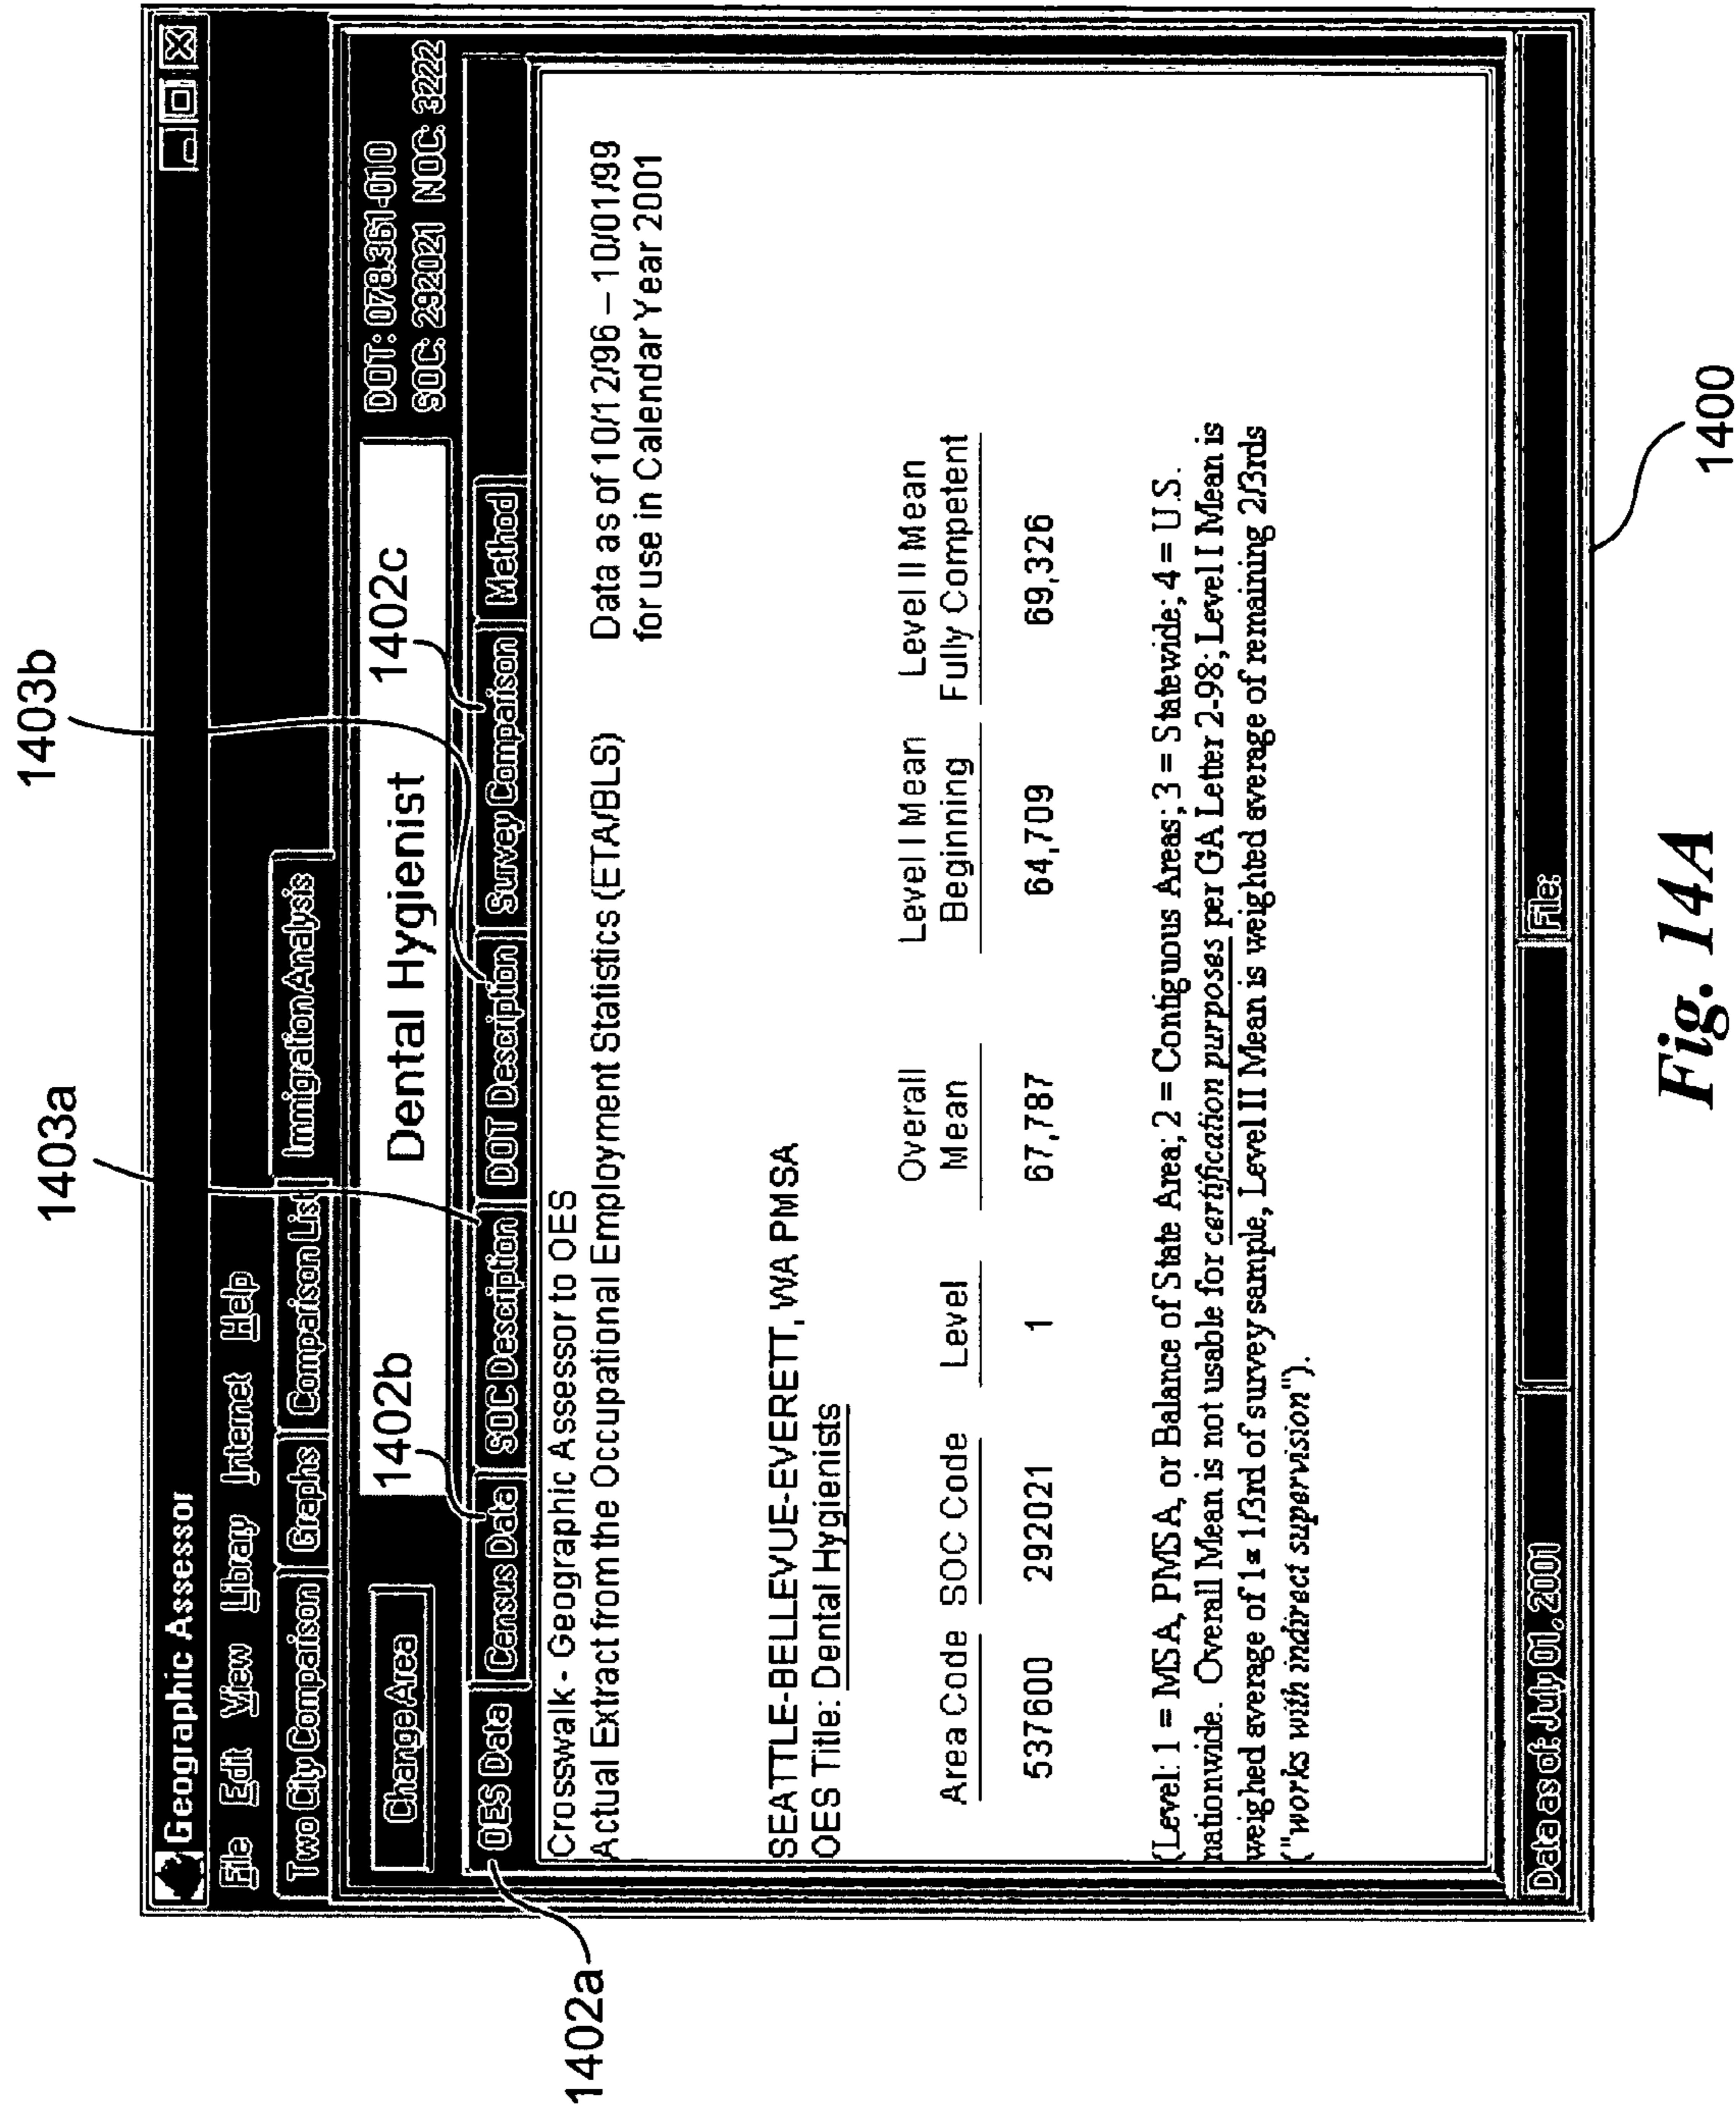 1403a
1403b
Geographic Assessor
File Edit View Library Internet Help
Two City Compaison Graphs Comparison List Immigration Analysis
Change Area
1402b
Dental Hygienist
1402c
DOT: 078.361-010
SOC: 292021 NOC: 3222
1402a
OES Data Census Data SOC Description DOT Description Survey Compaison Method
Crosswalk - Geographic Assessor to OES
Actual Extract from the Occupational Employment Statistics (ETA/BLS)
Data as of 10/12/96 – 10/01/99
for use in Calendar Year 2001
SEATTLE-BELLEVUE-EVERETT, WA PMSA
OES Title: Dental Hygienists
Overall Level I Mean Level II Mean
Area Code SOC Code Level Mean Beginning Fully Competent
537600 292021 1 67,787 64,709 69,326
(Level: 1 = MSA, PMSA, or Balance of State Area; 2 = Contiguous Areas; 3 = Statewide; 4 = U.S.
nationwide. Overall Mean is not usable for certification purposes per GA Letter 2-98; Level I Mean is
weighed average of 1st 1/3rd of survey sample, Level II Mean is weighted average of remaining 2/3rds
("works with indirect supervision").
Data as of: July 01, 2001
File:
1400
Fig. 14A